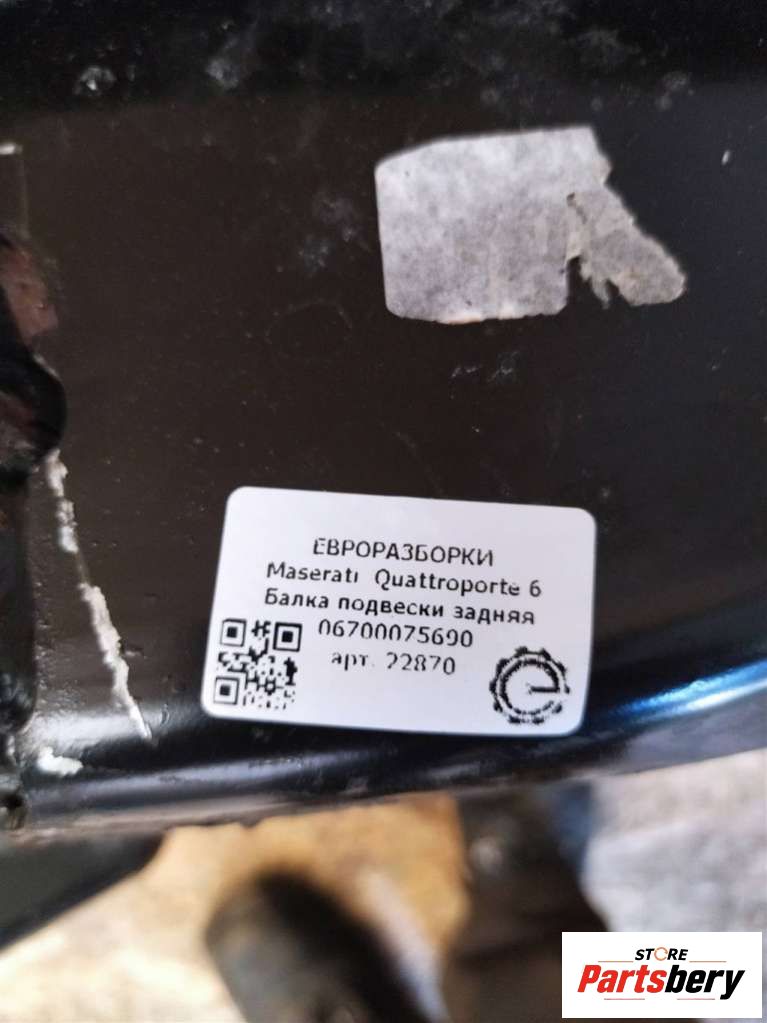 ЕВРОРАЗБОРКИ
Maserati Quattroporte 6
Балка подвески задняя
06700075690
арт. 22870
STORE
Partsbery